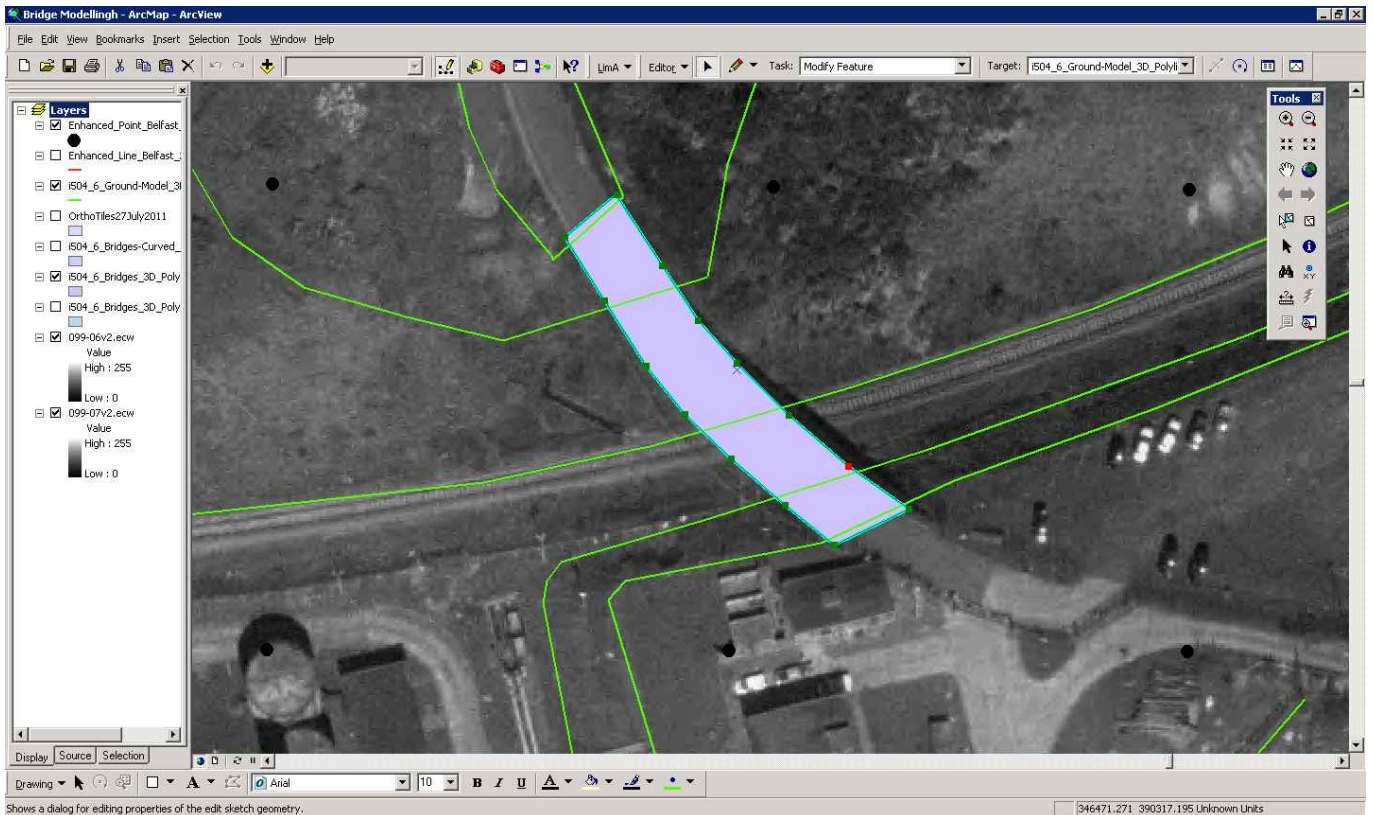 Bridge Modellingh - ArcMap - ArcView
File Edit View Bookmarks Insert Selection Tools Window Help
LimA Editor Task: Modify Feature Target: i504_6_Ground-Model_3D_Polyli
Tools
Layers
Enhanced_Point_Belfast_
Enhanced_Line_Belfast_
i504_6_Ground-Model_3
OrthoTiles27July2011
i504_6_Bridges-Curved_
i504_6_Bridges_3D_Poly
i504_6_Bridges_3D_Poly
099-06v2.ecw
Value
High : 255
Low : 0
099-07v2.ecw
Value
High : 255
Low : 0
XY
Display Source Selection
Drawing A Arial 10 B I U A
Shows a dialog for editing properties of the edit sketch geometry. 346471.271 390317.195 Unknown Units